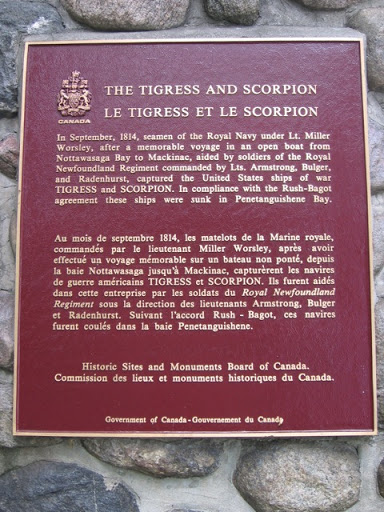 CANADA
THE TIGRESS AND SCORPION
LE TIGRESS ET LE SCORPION
In September, 1814, seamen of the Royal Navy under Lt. Miller
Worsley, after a memorable voyage in an open boat from
Nottawasaga Bay to Mackinac, aided by soldiers of the Royal
Newfoundland Regiment commanded by Lts. Armstrong, Bulger,
and Radenhurst, captured the United States ships of war
TIGRESS and SCORPION. In compliance with the Rush-Bagot
agreement these ships were sunk in Penetanguishene Bay.
Au mois de septembre 1814, les matelots de la Marine royale,
commandés par le lieutenant Miller Worsley, après avoir
effectué un voyage mémorable sur un bateau non ponté, depuis
la baie Nottawasaga jusqu'à Mackinac, capturèrent les navires
de guerre américains TIGRESS et SCORPION. Ils furent aidés
dans cette entreprise par les soldats du Royal Newfoundland
Regiment sous la direction des lieutenants Armstrong, Bulger
et Radenhurst. Suivant l'accord Rush - Bagot, ces navires
furent coulés dans la baie Penetanguishene.
Historic Sites and Monuments Board of Canada.
Commission des lieux et monuments historiques du Canada.
Government of Canada - Gouvernement du Canada